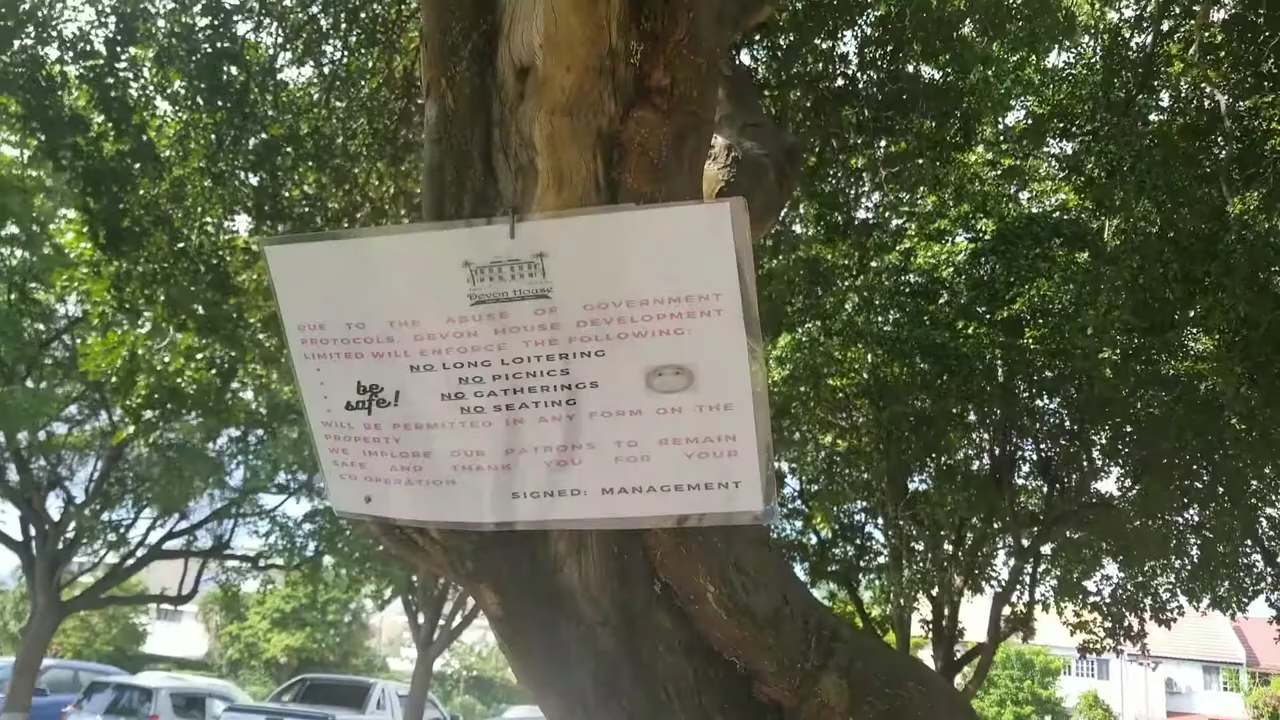 Devon House
DUE TO THE ABUSE OF GOVERNMENT
PROTOCOLS, DEVON HOUSE DEVELOPMENT
LIMITED WILL ENFORCE THE FOLLOWING:
NO LONG LOITERING
NO PICNICS
NO GATHERINGS
NO SEATING
be
safe!
WILL BE PERMITTED IN ANY FORM ON THE
PROPERTY
WE IMPLORE OUR PATRONS TO REMAIN
SAFE AND THANK YOU FOR YOUR
CO OPERATION
SIGNED: MANAGEMENT